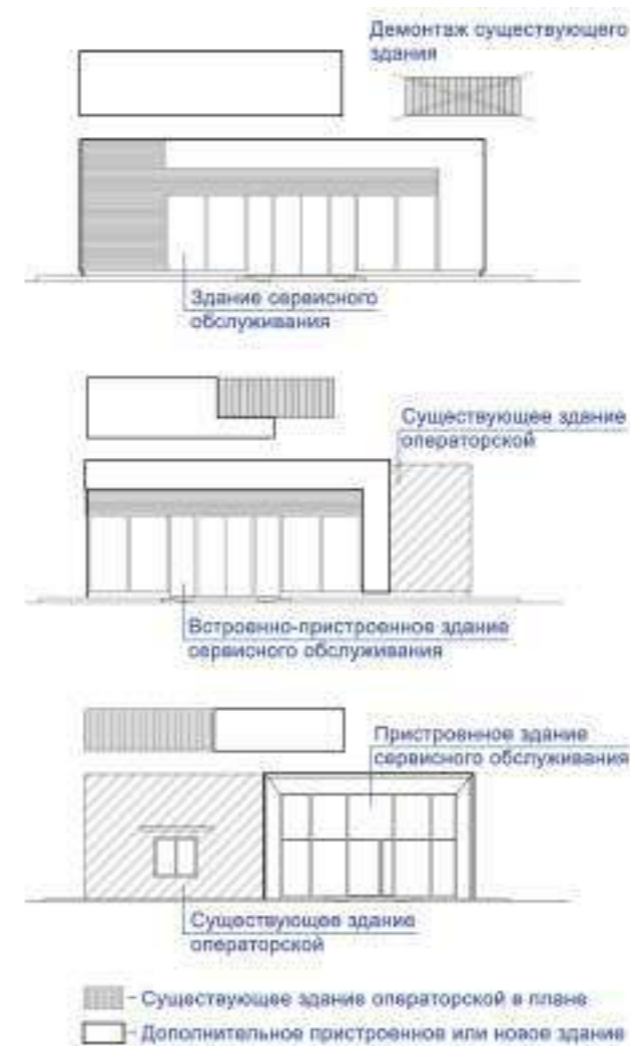 Демонтаж существующего
здания
Здание сервисного
обслуживания
Существующее здание
операторской
Встроенно-пристроенное здание
сервисного обслуживания
Пристроенное здание
сервисного обслуживания
Существующее здание
операторской
- Существующее здание операторской в плане
- Дополнительное пристроенное или новое здание